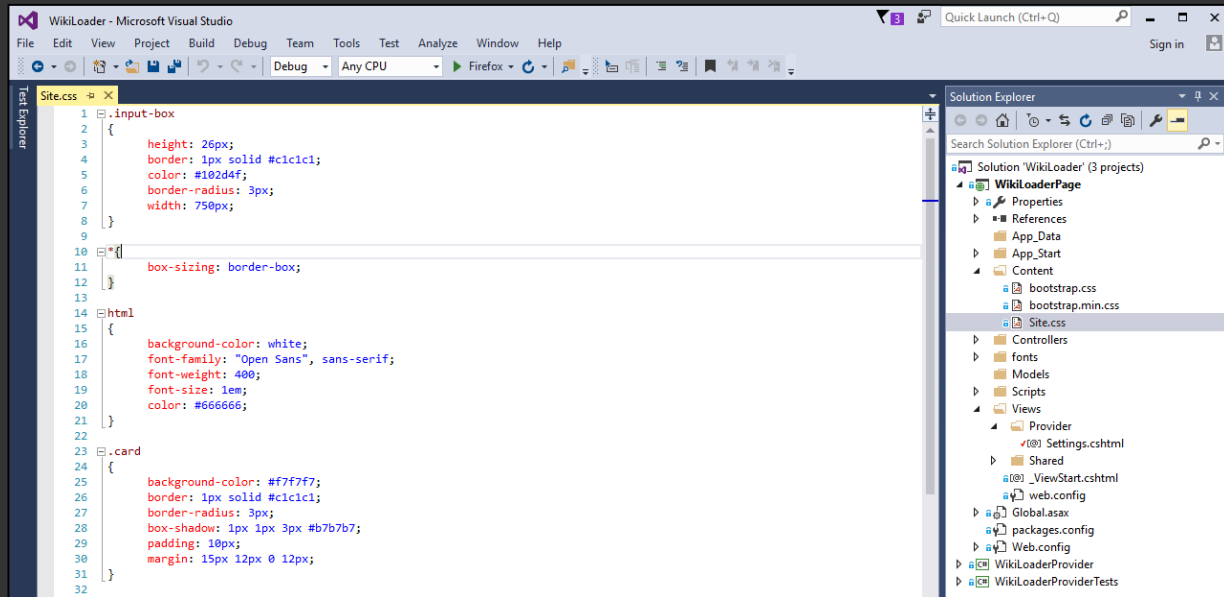 WikiLoader - Microsoft Visual Studio
3
Quick Launch (Ctrl+Q)
File Edit View Project Build Debug Team Tools Test Analyze Window Help
Sign in
Debug Any CPU Firefox
Test Explorer
Site.css
1 .input-box
2 {
3 height: 26px;
4 border: 1px solid #c1c1c1;
5 color: #102d4f;
6 border-radius: 3px;
7 width: 750px;
8 }
9
10 *{
11 box-sizing: border-box;
12 }
13
14 html
15 {
16 background-color: white;
17 font-family: "Open Sans", sans-serif;
18 font-weight: 400;
19 font-size: 1em;
20 color: #666666;
21 }
22
23 .card
24 {
25 background-color: #f7f7f7;
26 border: 1px solid #c1c1c1;
27 border-radius: 3px;
28 box-shadow: 1px 1px 3px #b7b7b7;
29 padding: 10px;
30 margin: 15px 12px 0 12px;
31 }
32
Solution Explorer
Search Solution Explorer (Ctrl+;)
Solution 'WikiLoader' (3 projects)
WikiLoaderPage
Properties
References
App_Data
App_Start
Content
bootstrap.css
bootstrap.min.css
Site.css
Controllers
fonts
Models
Scripts
Views
Provider
[@] Settings.cshtml
Shared
[@] _ViewStart.cshtml
web.config
Global.asax
packages.config
Web.config
C# WikiLoaderProvider
C# WikiLoaderProviderTests